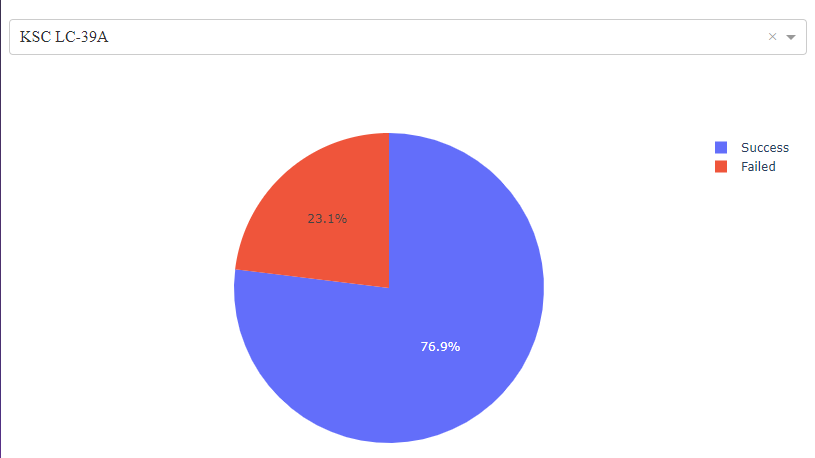 KSC LC-39A
Success
Failed
23.1%
76.9%